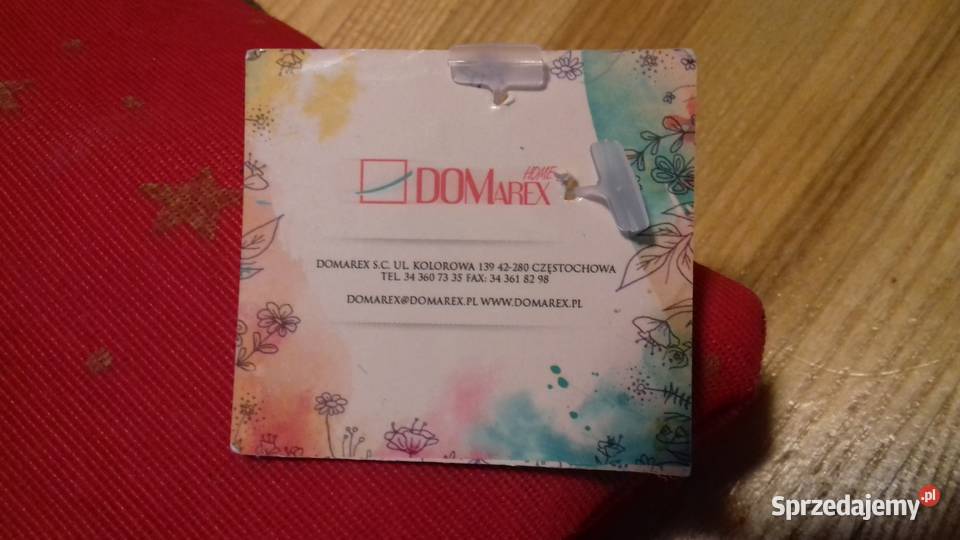 HOME
DOMAREX
DOMAREX S.C. UL. KOLOROWA 139 42-280 CZĘSTOCHOWA
TEL. 34 360 73 35 FAX: 34 361 82 98
DOMAREX@DOMAREX.PL WWW.DOMAREX.PL
Sprzedajemy.pl